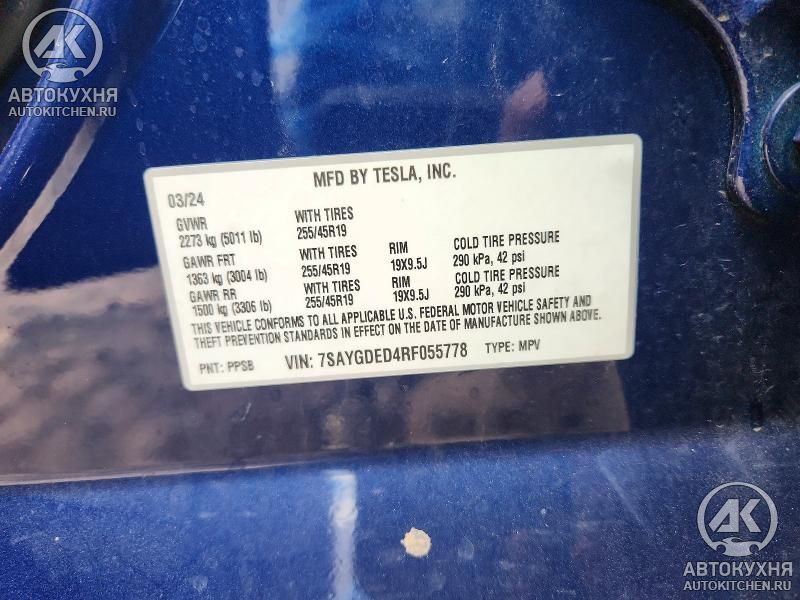 АК
АВТОКУХНЯ
AUTOKITCHEN.RU
MFD BY TESLA, INC.
03/24
GVWR WITH TIRES
2273 kg (5011 lb) 255/45R19
GAWR FRT WITH TIRES RIM COLD TIRE PRESSURE
1363 kg (3004 lb) 255/45R19 19X9.5J 290 kPa, 42 psi
GAWR RR WITH TIRES RIM COLD TIRE PRESSURE
1500 kg (3306 lb) 255/45R19 19X9.5J 290 kPa, 42 psi
THIS VEHICLE CONFORMS TO ALL APPLICABLE U.S. FEDERAL MOTOR VEHICLE SAFETY AND
THEFT PREVENTION STANDARDS IN EFFECT ON THE DATE OF MANUFACTURE SHOWN ABOVE.
PNT: PPSB VIN: 7SAYGDED4RF055778 TYPE: MPV
АК
АВТОКУХНЯ
AUTOKITCHEN.RU